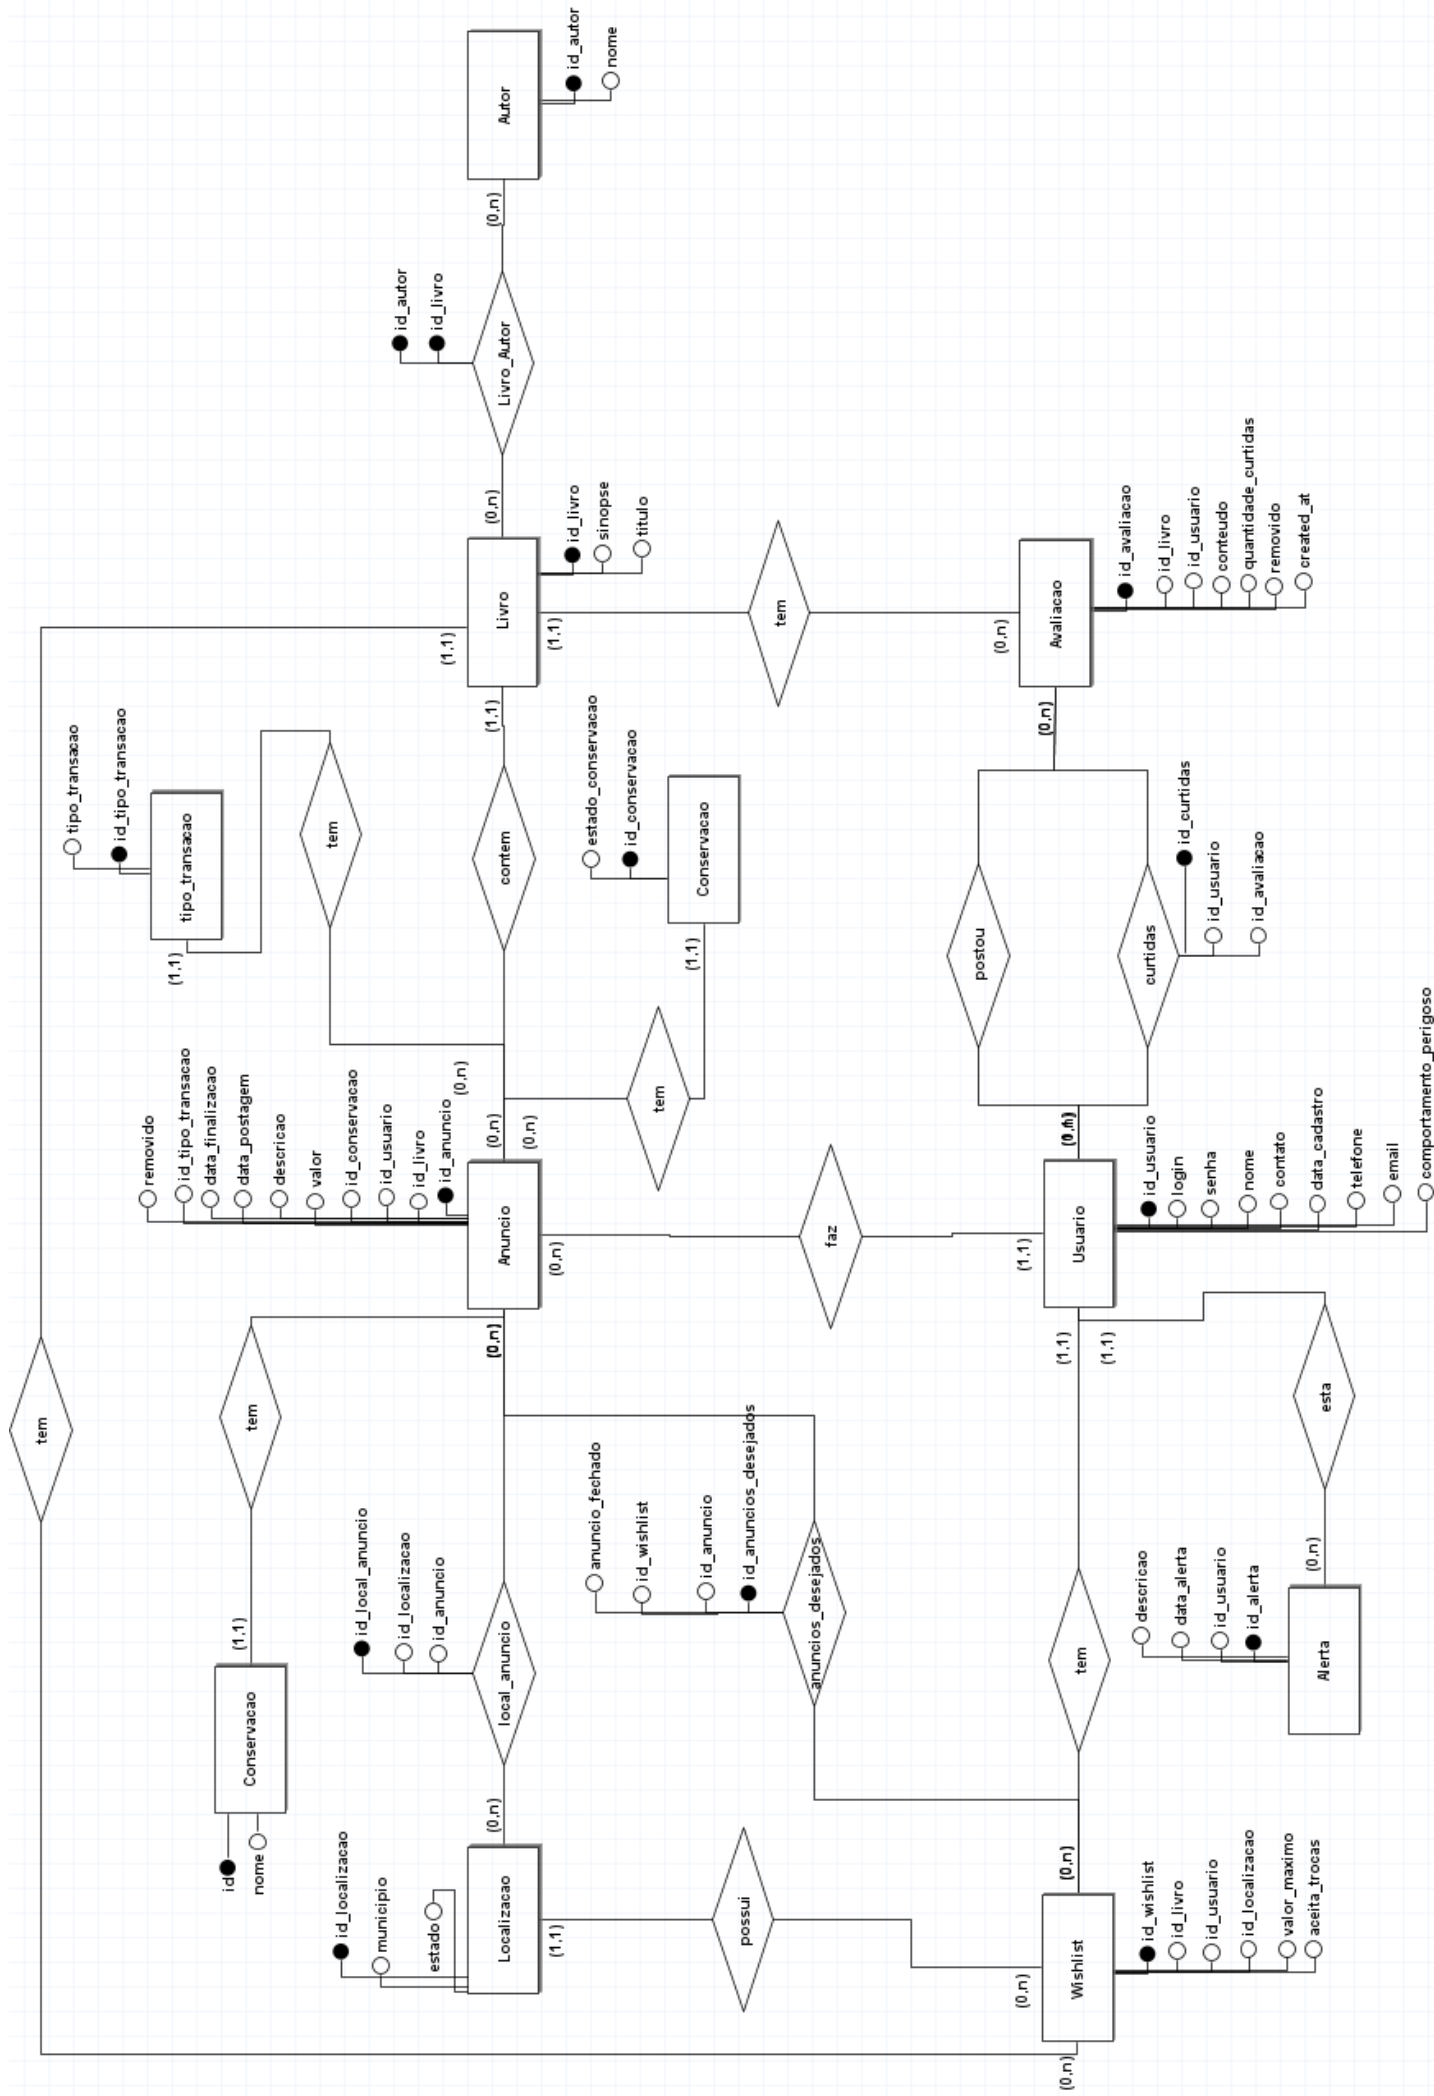 Autor
id_autor
nome
(0,n)
Livro_Autor
id_autor
id_livro
(0,n)
Livro
id_livro
sinopse
titulo
(1,1)
(1,1)
(1,1)
tem
(0,n)
Avaliacao
id_avaliacao
id_livro
id_usuario
conteudo
quantidade_curtidas
removido
created_at
(0,n)
tipo_transacao
id_tipo_transacao
tipo_transacao
(1,1)
tem
contem
estado_conservacao
id_conservacao
Conservacao
(1,1)
tem
postou
curtidas
id_curtidas
id_usuario
id_avaliacao
removido
id_tipo_transacao
data_finalizacao
data_postagem
descricao
valor
id_conservacao
id_usuario
id_livro
id_anuncio
(0,n)
(0,n)
(0,n)
Anuncio
(0,n)
(0,n)
faz
(1,1)
Usuario
id_usuario
login
senha
nome
contato
data_cadastro
telefone
email
comportamento_perigoso
(1,1)
(1,1)
tem
tem
(1,1)
Conservacao
id
nome
id_local_anuncio
id_localizacao
id_anuncio
local_anuncio
(0,n)
anuncio_fechado
id_wishlist
id_anuncio
id_anuncios_desejados
anuncios_desejados
tem
esta
(0,n)
descricao
data_alerta
id_usuario
id_alerta
Alerta
id_localizacao
municipio
estado
Localizacao
(1,1)
possui
(0,n)
(0,n)
Wishlist
id_wishlist
id_livro
id_usuario
id_localizacao
valor_maximo
aceita_trocas
(0,n)